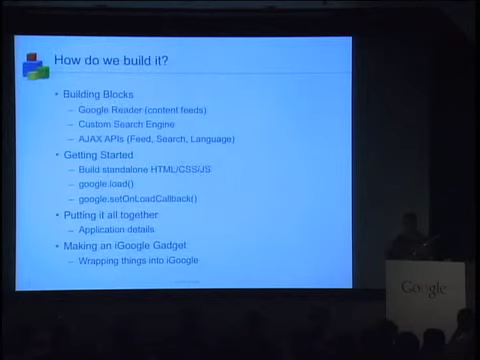 How do we build it?
• Building Blocks
– Google Reader (content feeds)
– Custom Search Engine
– AJAX APIs (Feed, Search, Language)
• Getting Started
– Build standalone HTML/CSS/JS
– google.load()
– google.setOnLoadCallback()
• Putting it all together
– Application details
• Making an iGoogle Gadget
– Wrapping things into iGoogle
Google